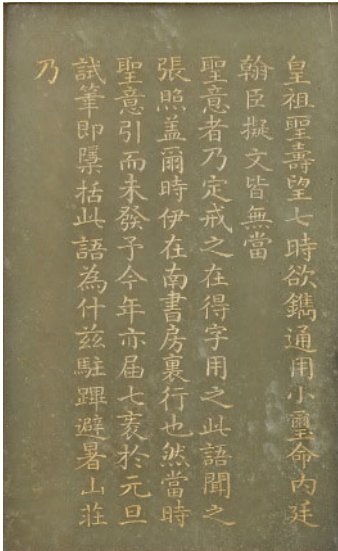 皇祖聖壽望七時欲鐫通用小璽命內廷
翰臣擬文皆無當
聖意者乃定戒之在得字用之此語聞之
張照盖爾時伊在南書房裏行也然當時
聖意引而未發予今年亦届七袠於元旦
試筆即檃括此語為什兹駐蹕避暑山莊
乃